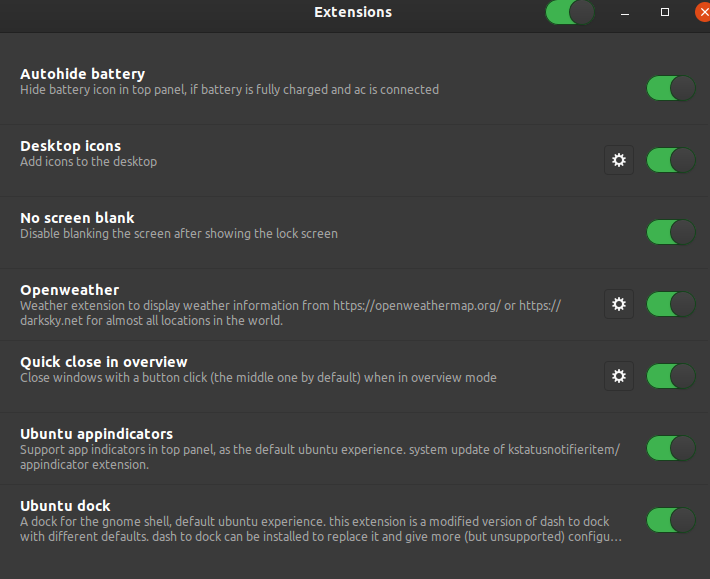 Extensions
Autohide battery
Hide battery icon in top panel, if battery is fully charged and ac is connected
Desktop icons
Add icons to the desktop
No screen blank
Disable blanking the screen after showing the lock screen
Openweather
Weather extension to display weather information from https://openweathermap.org/ or https://
darksky.net for almost all locations in the world.
Quick close in overview
Close windows with a button click (the middle one by default) when in overview mode
Ubuntu appindicators
Support app indicators in top panel, as the default ubuntu experience. system update of kstatusnotifieritem/
appindicator extension.
Ubuntu dock
A dock for the gnome shell, default ubuntu experience. this extension is a modified version of dash to dock
with different defaults. dash to dock can be installed to replace it and give more (but unsupported) configu…